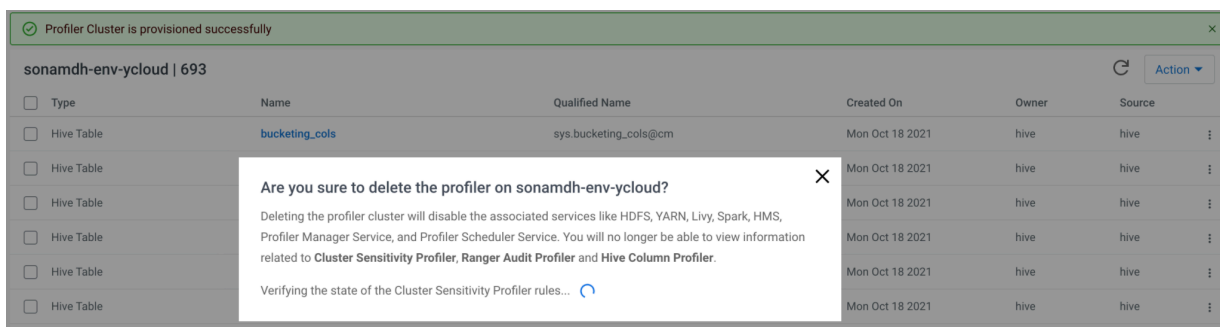 Profiler Cluster is provisioned successfully
sonamdh-env-ycloud | 693
Action
Type Name Qualified Name Created On Owner Source
Hive Table bucketing_cols sys.bucketing_cols@cm Mon Oct 18 2021 hive hive
Hive Table Mon Oct 18 2021 hive hive
Are you sure to delete the profiler on sonamdh-env-ycloud?
Hive Table Mon Oct 18 2021 hive hive
Deleting the profiler cluster will disable the associated services like HDFS, YARN, Livy, Spark, HMS,
Hive Table Profiler Manager Service, and Profiler Scheduler Service. You will no longer be able to view information Mon Oct 18 2021 hive hive
related to Cluster Sensitivity Profiler, Ranger Audit Profiler and Hive Column Profiler.
Hive Table Mon Oct 18 2021 hive hive
Verifying the state of the Cluster Sensitivity Profiler rules...
Hive Table Mon Oct 18 2021 hive hive